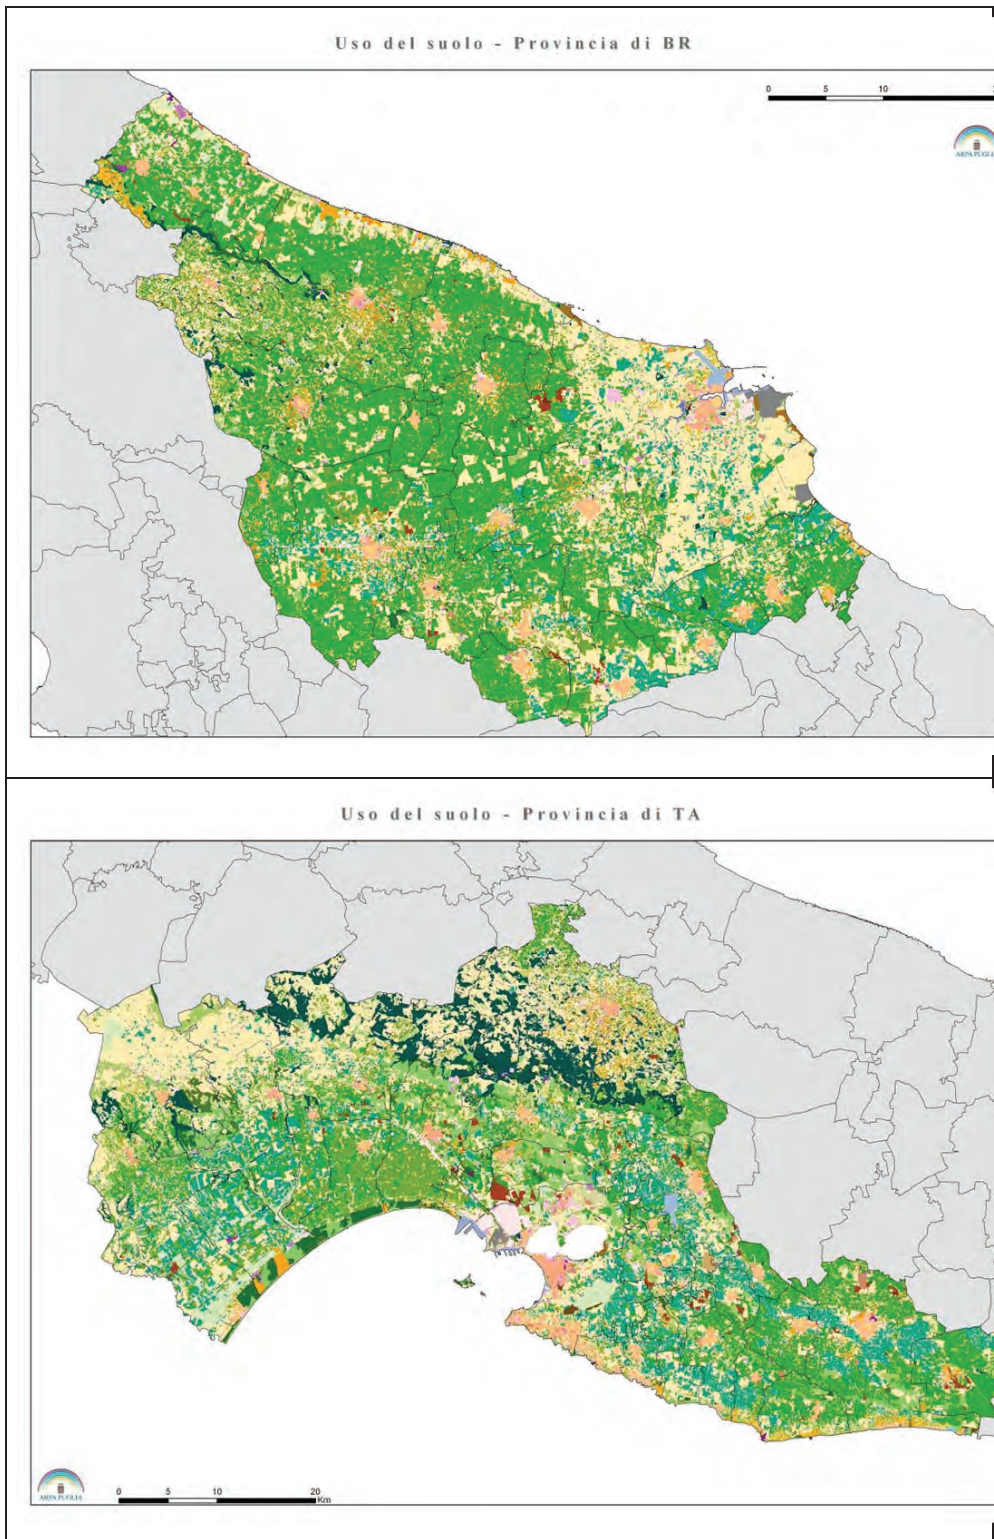 Uso del suolo - Provincia di BR
0 5 10
ARPA PUGLIA
Uso del suolo - Provincia di TA
ARPA PUGLIA
0 5 10 20
Km